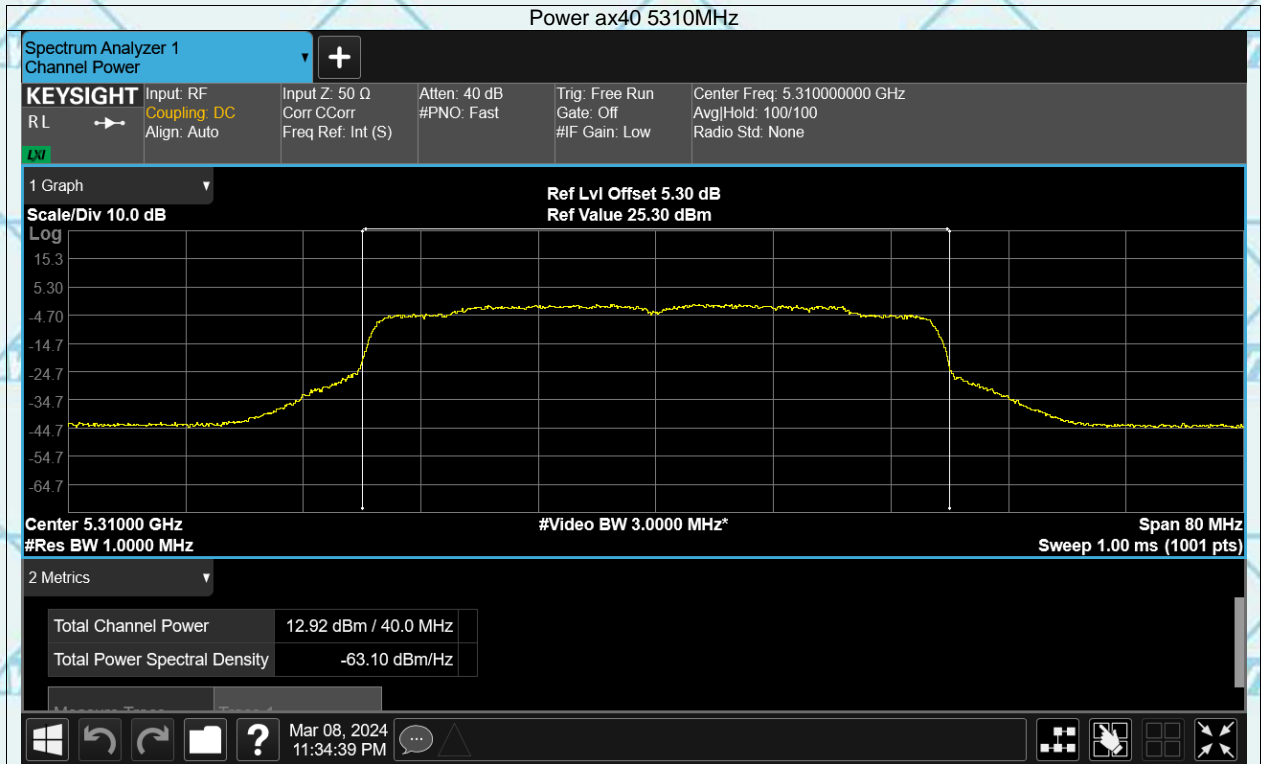 Power ax40 5310MHz
Spectrum Analyzer 1
Channel Power
KEYSIGHT
R L
LXI
Input: RF
Coupling: DC
Align: Auto
Input Z: 50 Ω
Corr CCorr
Freq Ref: Int (S)
Atten: 40 dB
#PNO: Fast
Trig: Free Run
Gate: Off
#IF Gain: Low
Center Freq: 5.310000000 GHz
Avg|Hold: 100/100
Radio Std: None
1 Graph
Scale/Div 10.0 dB
Ref Lvl Offset 5.30 dB
Ref Value 25.30 dBm
Log
15.3
5.30
-4.70
-14.7
-24.7
-34.7
-44.7
-54.7
-64.7
Center 5.31000 GHz
#Res BW 1.0000 MHz
#Video BW 3.0000 MHz*
Span 80 MHz
Sweep 1.00 ms (1001 pts)
2 Metrics
Total Channel Power 12.92 dBm / 40.0 MHz
Total Power Spectral Density -63.10 dBm/Hz
Measure Trace Trace 1
?
Mar 08, 2024
11:34:39 PM